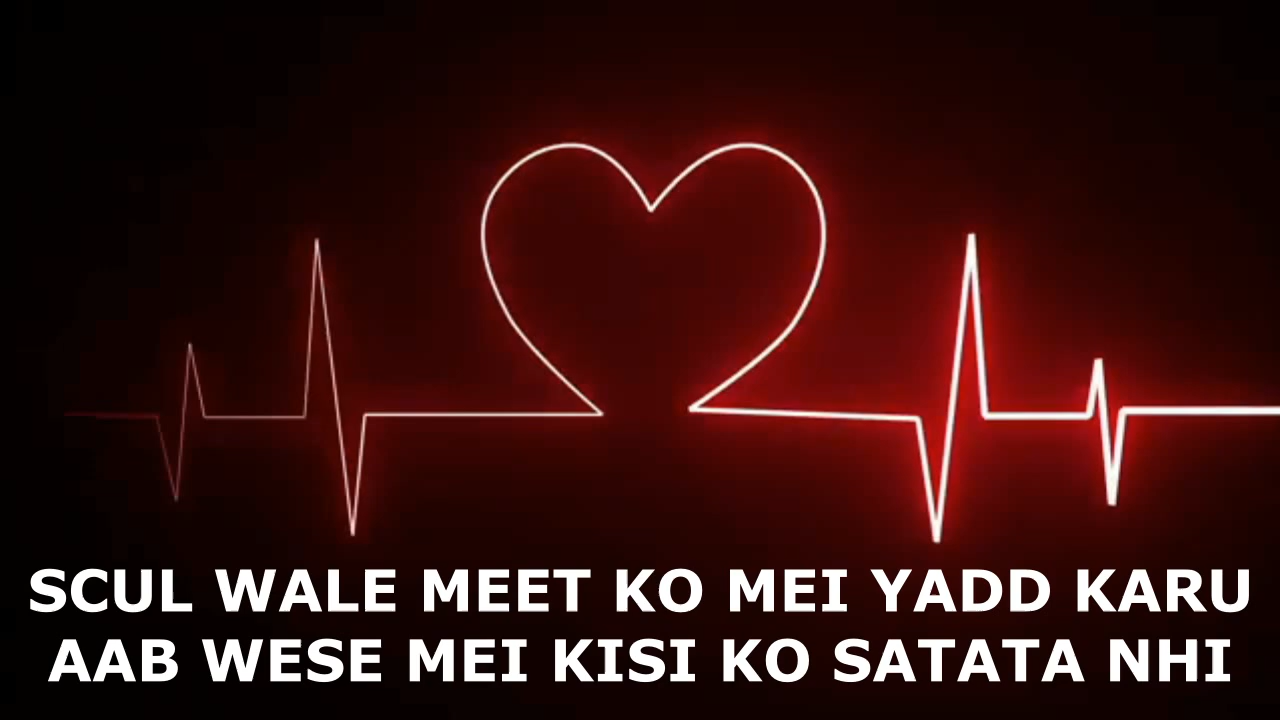 SCUL WALE MEET KO MEI YADD KARU
AAB WESE MEI KISI KO SATATA NHI